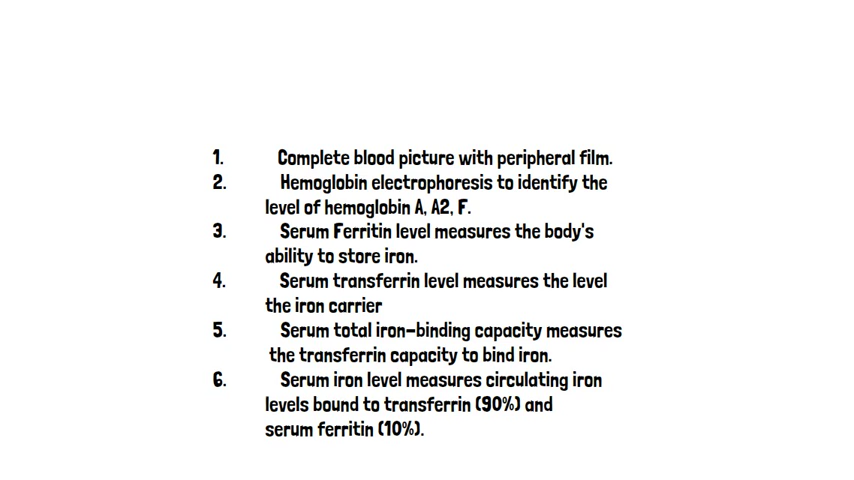 1. Complete blood picture with peripheral film.
2. Hemoglobin electrophoresis to identify the
level of hemoglobin A, A2, F.
3. Serum Ferritin level measures the body's
ability to store iron.
4. Serum transferrin level measures the level
the iron carrier
5. Serum total iron-binding capacity measures
the transferrin capacity to bind iron.
6. Serum iron level measures circulating iron
levels bound to transferrin (90%) and
serum ferritin (10%).